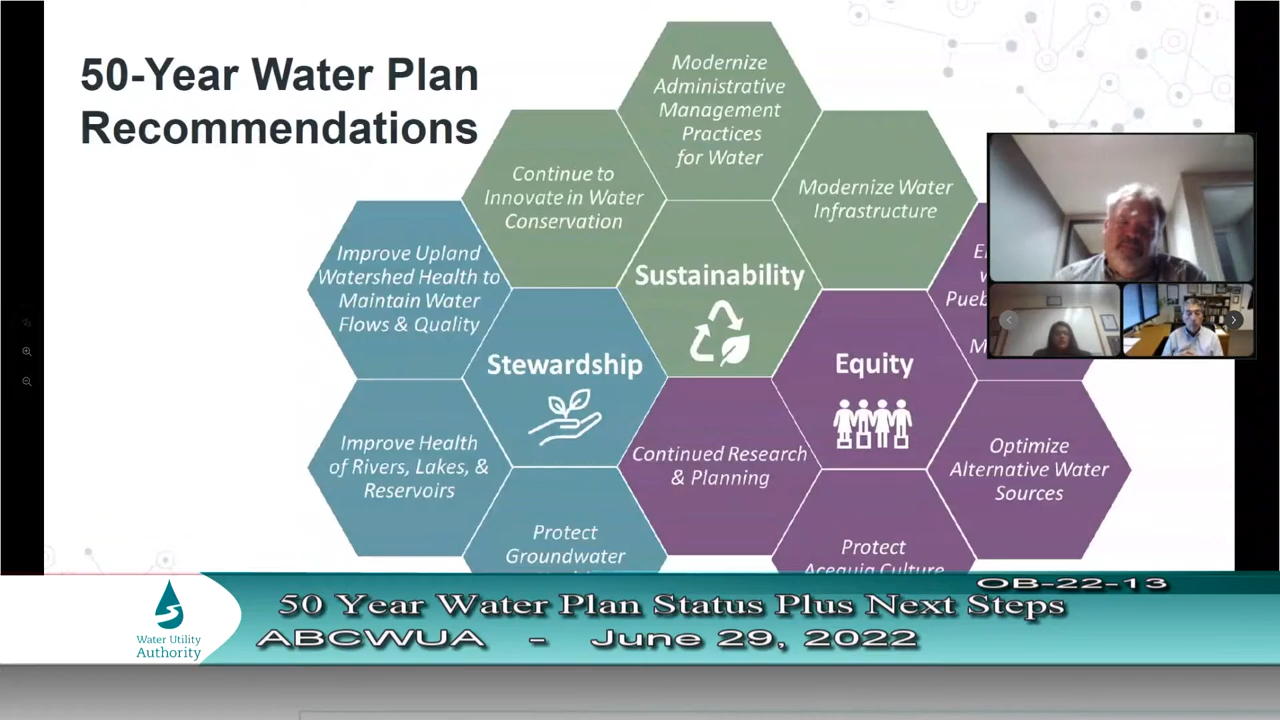 50-Year Water Plan
Recommendations
Modernize
Administrative
Management
Practices
for Water
Continue to
Innovate in Water
Conservation
Modernize Water
Infrastructure
Improve Upland
Watershed Health to
Maintain Water
Flows & Quality
Sustainability
Stewardship
Equity
Improve Health
of Rivers, Lakes, &
Reservoirs
Continued Research
& Planning
Optimize
Alternative Water
Sources
Protect
Groundwater
Protect
Acequia Culture
OB-22-13
50 Year Water Plan Status Plus Next Steps
ABCWUA - June 29, 2022
Water Utility
Authority